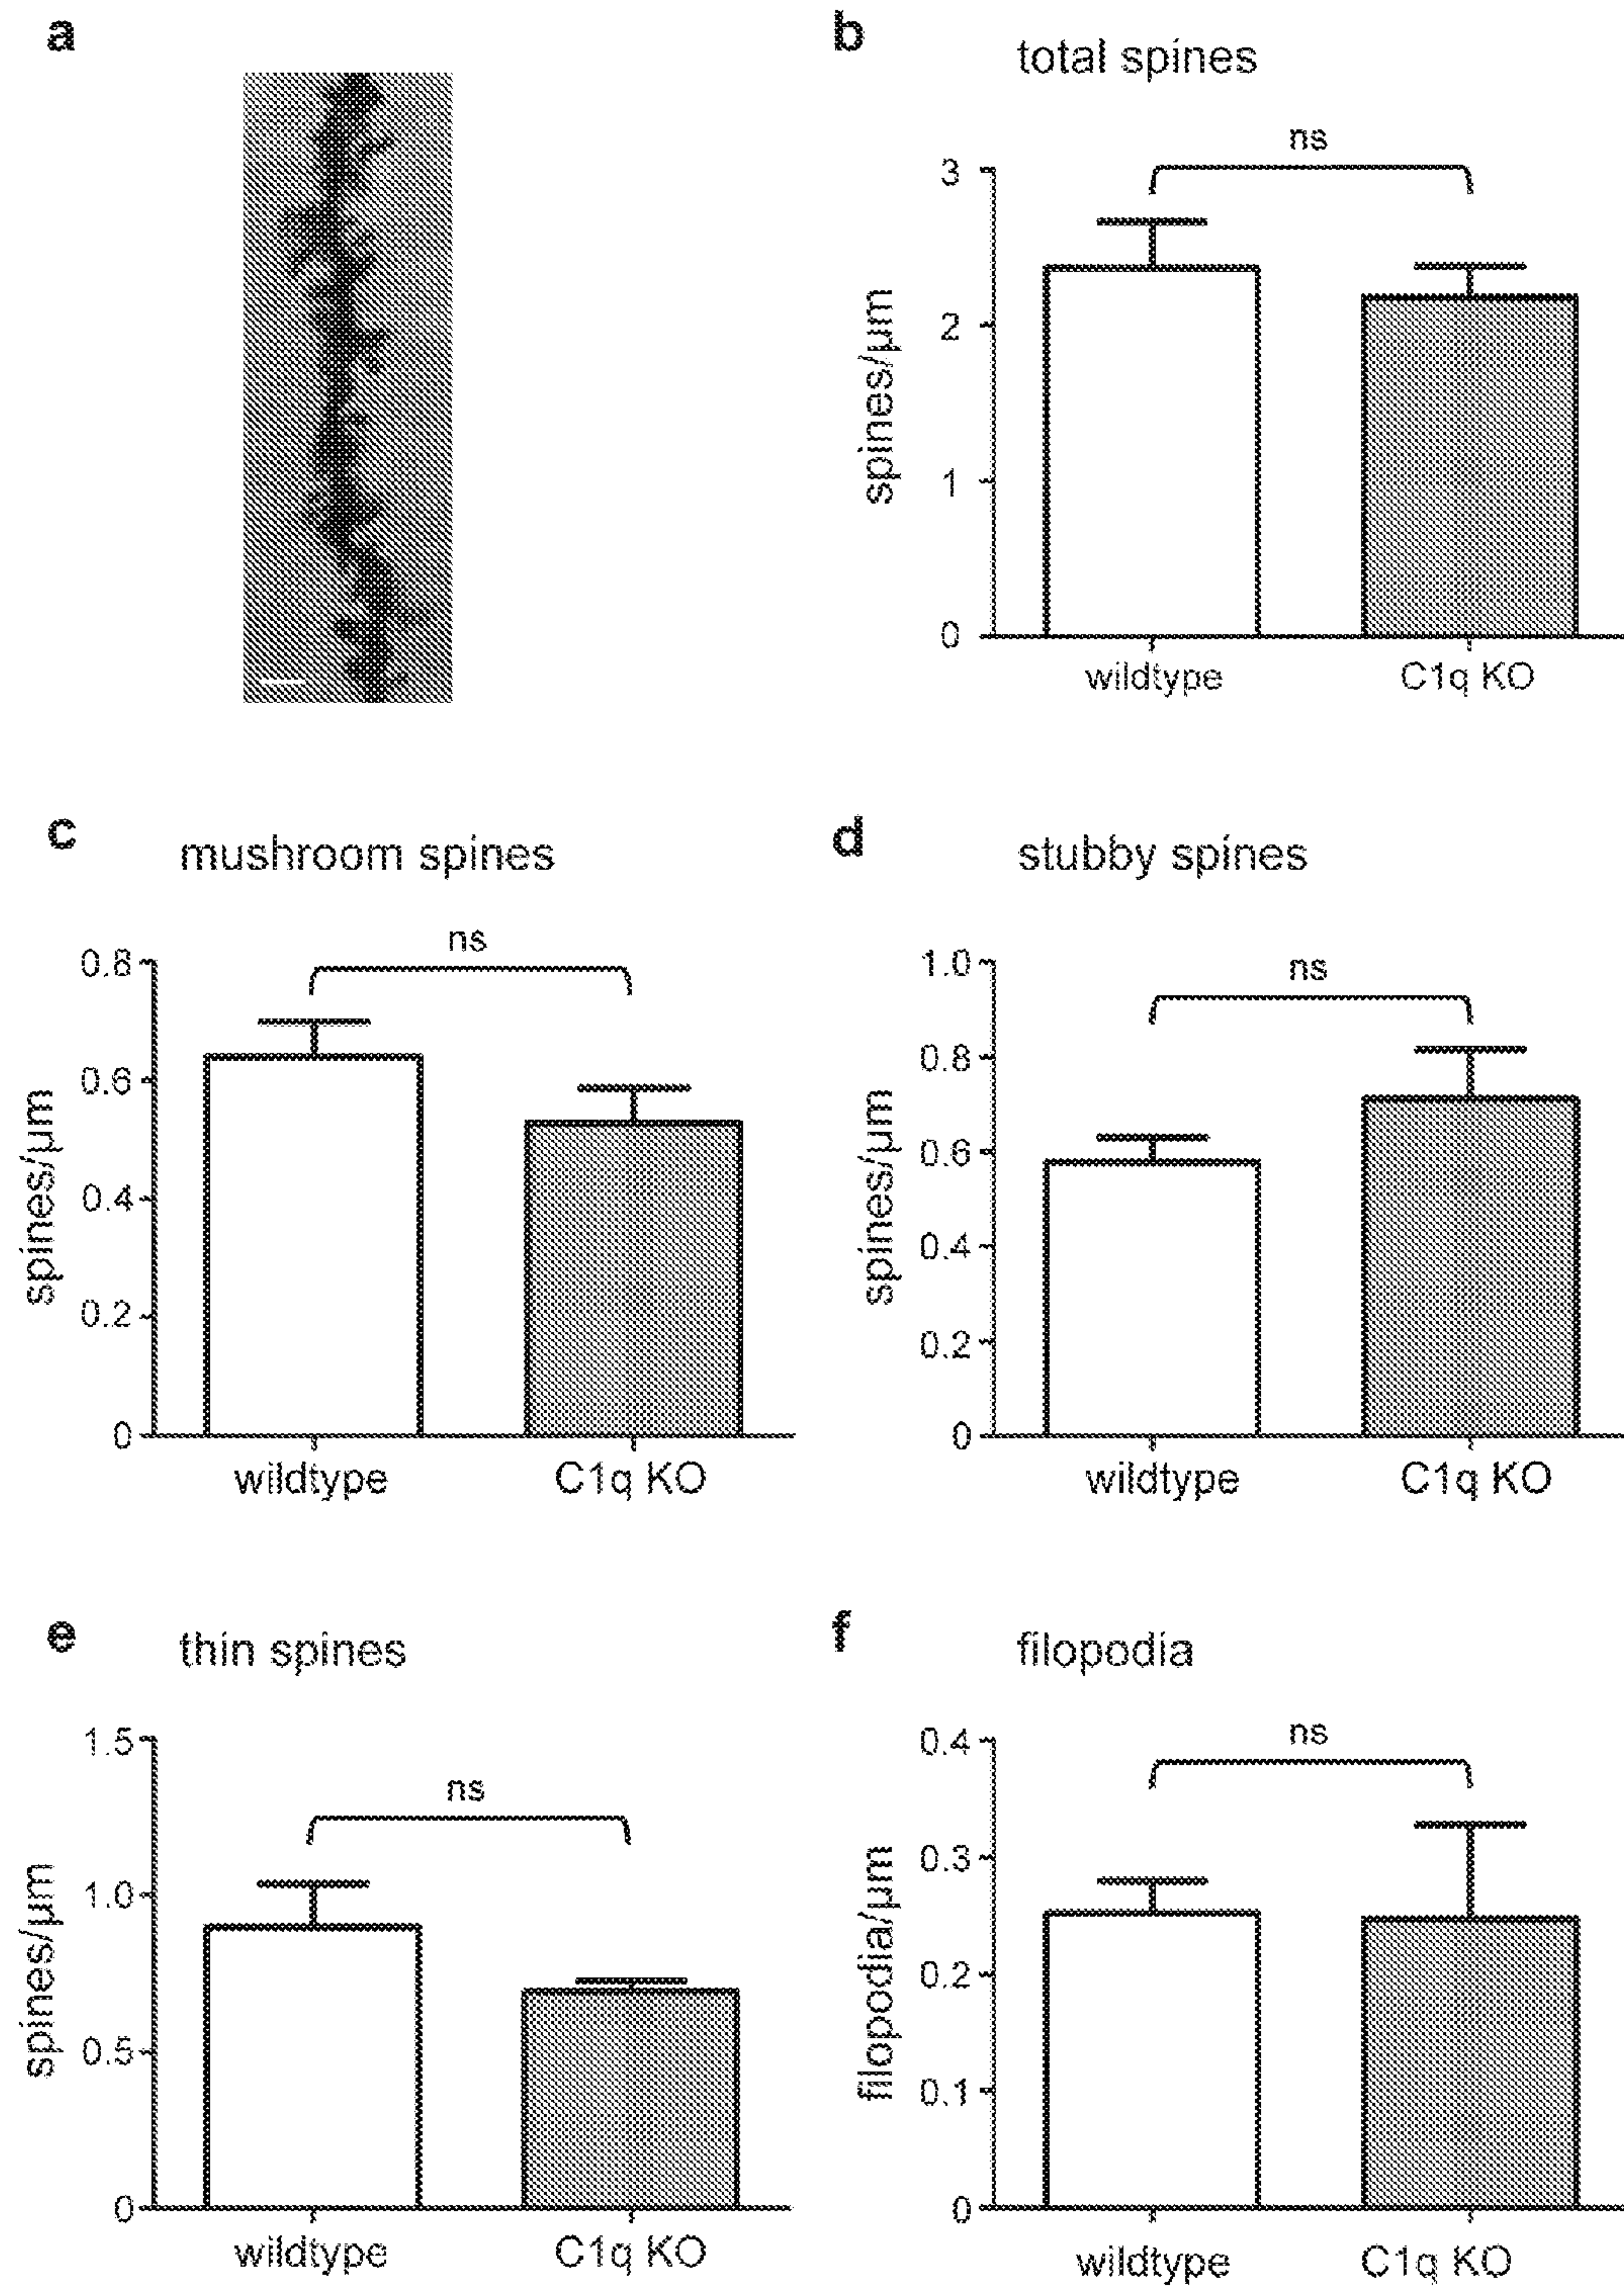 a
b
total spines
ns
3
2
1
0
spines/µm
wildtype
C1q KO
c
mushroom spines
ns
0.8
0.6
0.4
0.2
0
spines/µm
wildtype
C1q KO
d
stubby spines
ns
1.0
0.8
0.6
0.4
0.2
0
spines/µm
wildtype
C1q KO
e
thin spines
ns
1.5
1.0
0.5
0
spines/µm
wildtype
C1q KO
f
filopodia
ns
0.4
0.3
0.2
0.1
0
filopodia/µm
wildtype
C1q KO